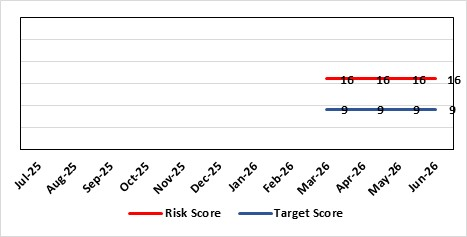 16 16 16 16
9 9 9 9
Jul-25 Aug-25 Sep-25 Oct-25 Nov-25 Dec-25 Jan-26 Feb-26 Mar-26 Apr-26 May-26 Jun-26
Risk Score Target Score